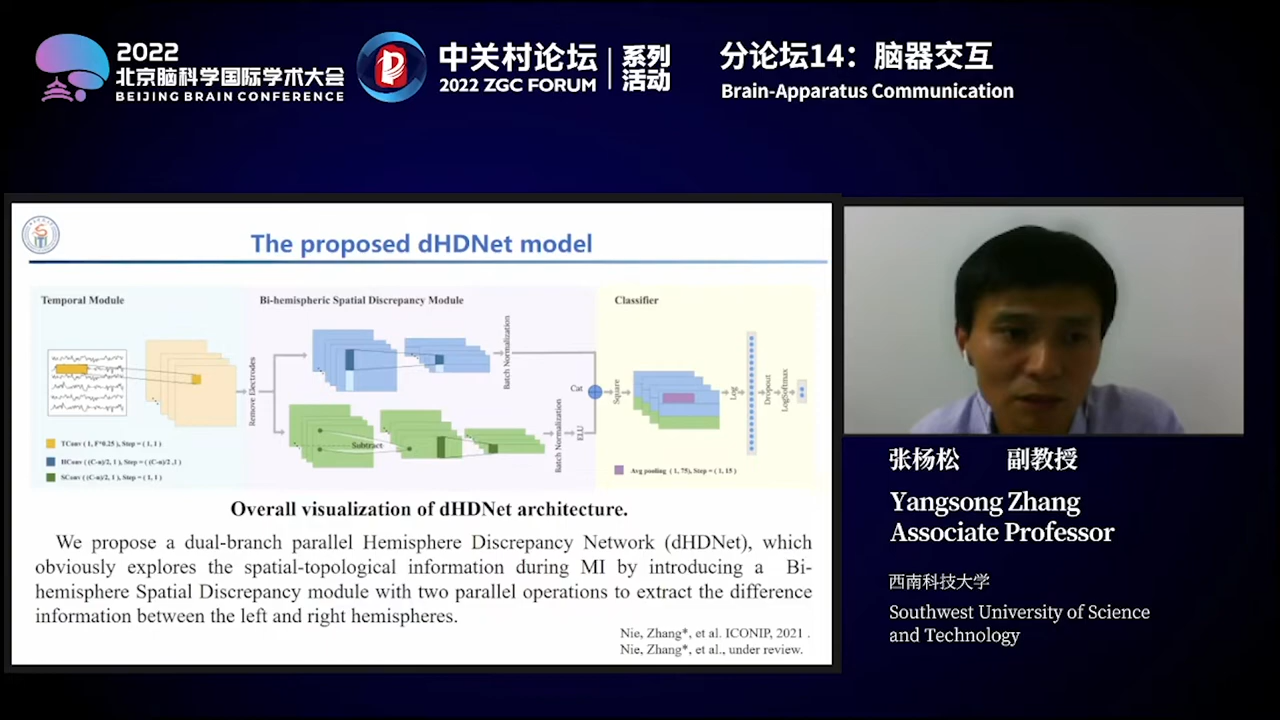 2022
北京脑科学国际学术大会
BEIJING BRAIN CONFERENCE
中关村论坛
2022 ZGC FORUM
系列
活动
分论坛14：脑器交互
Brain-Apparatus Communication
The proposed dHDNet model
Temporal Module
Bi-hemispheric Spatial Discrepancy Module
Classifier
Remove Electrodes
Batch Normalization
Subtract
Batch Normalization
ELU
Cat
Square
Log
Dropout
LogSoftmax
TConv ( 1, F*0.25 ), Step = ( 1, 1 )
HConv ( (C-n)/2, 1 ), Step = ( (C-n)/2 ,1 )
SConv ( (C-n)/2, 1 ), Step = ( 1, 1 )
Avg pooling ( 1, 75), Step = ( 1, 15 )
Overall visualization of dHDNet architecture.
We propose a dual-branch parallel Hemisphere Discrepancy Network (dHDNet), which
obviously explores the spatial-topological information during MI by introducing a Bi-
hemisphere Spatial Discrepancy module with two parallel operations to extract the difference
information between the left and right hemispheres.
Nie, Zhang*, et al. ICONIP, 2021 .
Nie, Zhang*, et al., under review.
张杨松 副教授
Yangsong Zhang
Associate Professor
西南科技大学
Southwest University of Science
and Technology